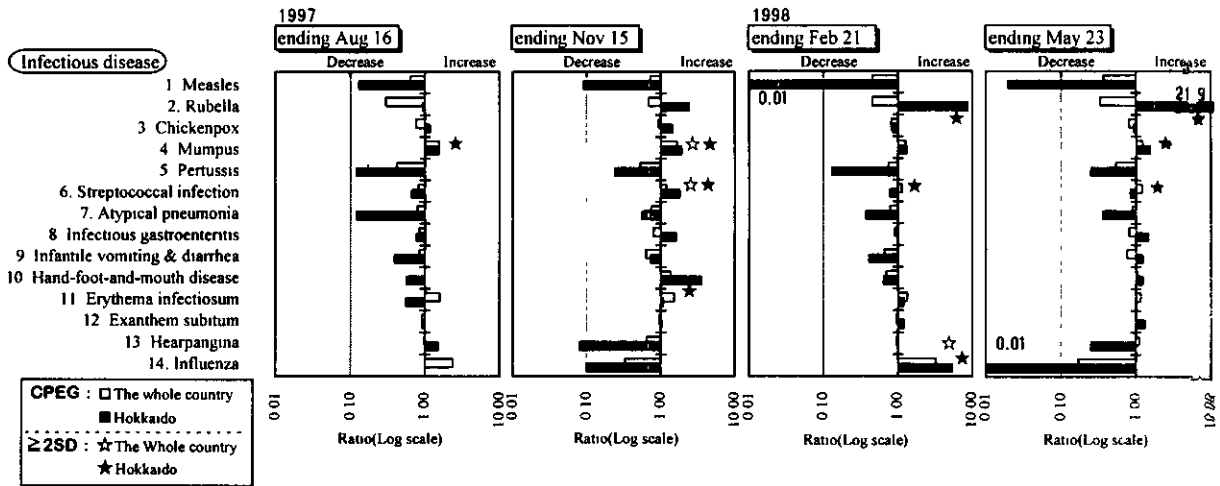 1997
1998
ending Aug 16
ending Nov 15
ending Feb 21
ending May 23
Infectious disease
Decrease Increase
Decrease Increase
Decrease Increase
Decrease Increase
1 Measles
0.01
21 9
2. Rubella
3 Chickenpox
4 Mumpus
5 Pertussis
6. Streptococcal infection
7. Atypical pneumonia
8 Infectious gastroenteritis
9 Infantile vomiting & diarrhea
10 Hand-foot-and-mouth disease
11 Erythema infectiosum
12 Exanthem subitum
13 Hearpangina
0.01
14. Influenza
0 01 0 10 1 00 10 00
0 01 0 10 1 00 10 00
0 01 0 10 1 00 10 00
0 01 0 10 1 00
Ratio(Log scale)
Ratio(Log scale)
Ratio(Log scale)
Ratio(Log scale)
CPEG : □ The whole country
■ Hokkaido
≧2SD : ☆ The Whole country
★ Hokkaido